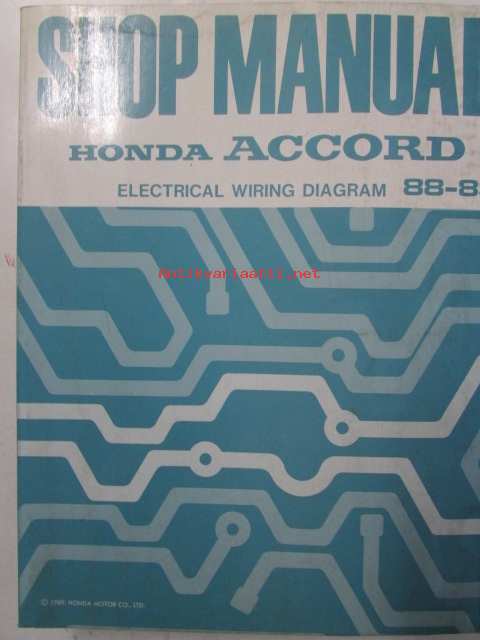 SHOP MANUAL
HONDA ACCORD
ELECTRICAL WIRING DIAGRAM 88-8
Antikvariaatti.net
© 1989 HONDA MOTOR CO., LTD.